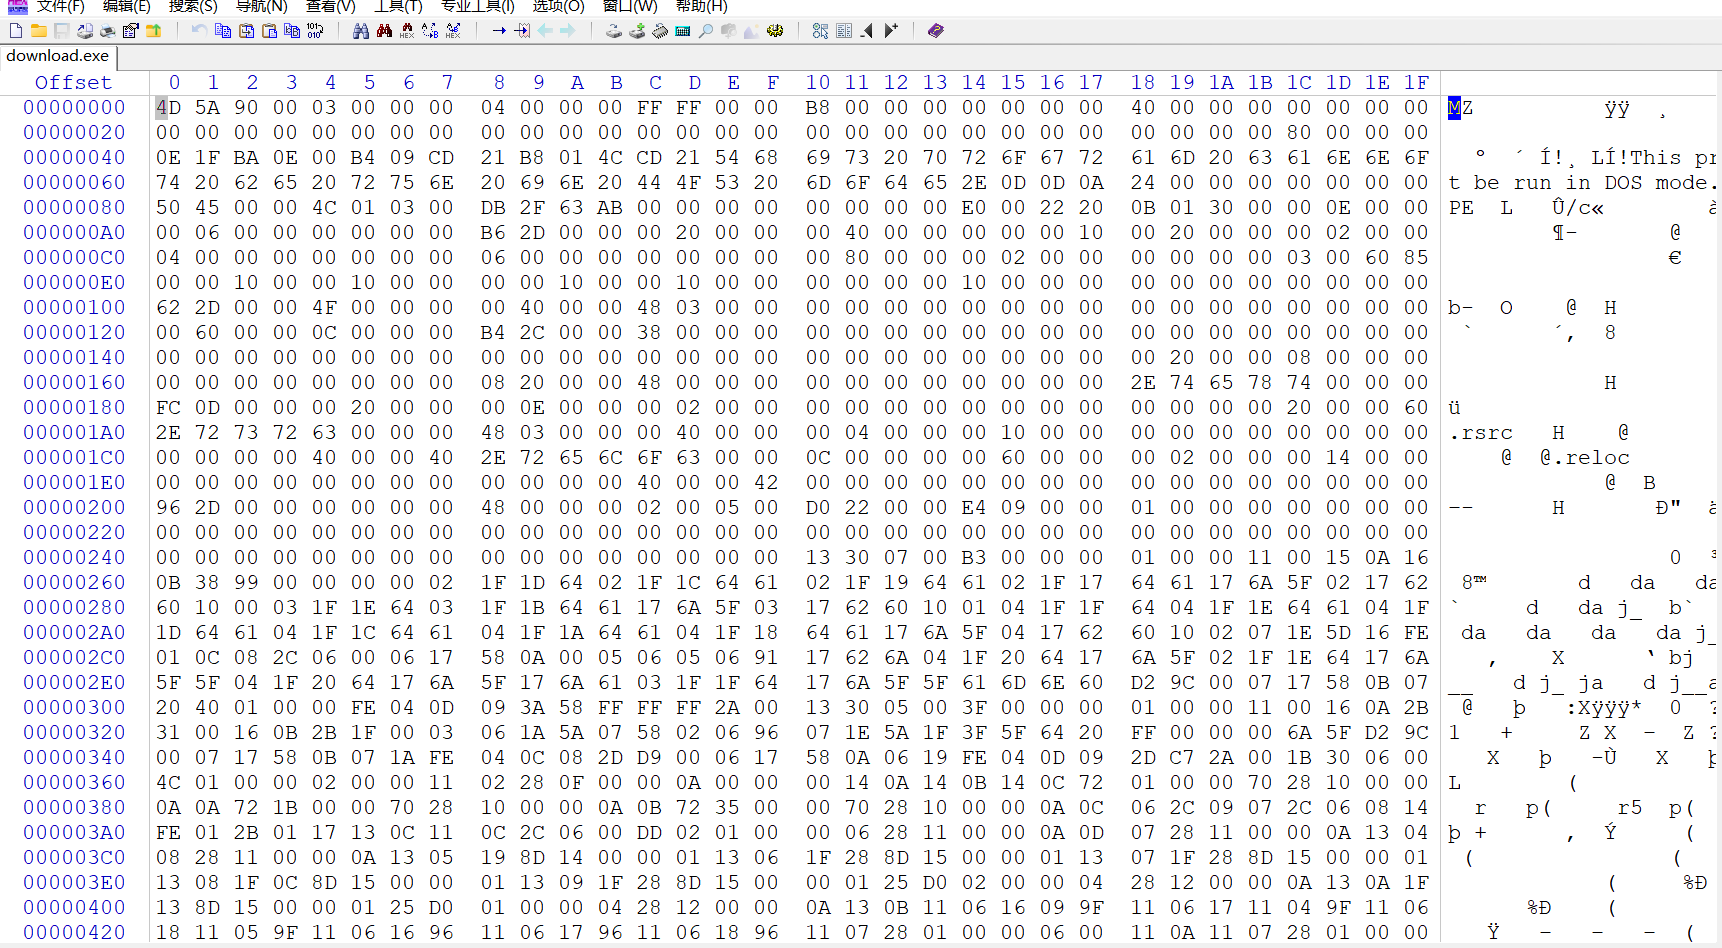 文件(F) 编辑(E) 搜索(S) 导航(N) 查看(V) 工具(T) 专业工具(I) 选项(O) 窗口(W) 帮助(H)
download.exe
Offset 0 1 2 3 4 5 6 7 8 9 A B C D E F 10 11 12 13 14 15 16 17 18 19 1A 1B 1C 1D 1E 1F
00000000 4D 5A 90 00 03 00 00 00 04 00 00 00 FF FF 00 00 B8 00 00 00 00 00 00 00 40 00 00 00 00 00 00 00 MZ ÿÿ ¸
00000020 00 00 00 00 00 00 00 00 00 00 00 00 00 00 00 00 00 00 00 00 00 00 00 00 00 00 00 00 80 00 00 00
00000040 0E 1F BA 0E 00 B4 09 CD 21 B8 01 4C CD 21 54 68 69 73 20 70 72 6F 67 72 61 6D 20 63 61 6E 6E 6F º ´ Í!¸ LÍ!This pr
00000060 74 20 62 65 20 72 75 6E 20 69 6E 20 44 4F 53 20 6D 6F 64 65 2E 0D 0D 0A 24 00 00 00 00 00 00 00 t be run in DOS mode.
00000080 50 45 00 00 4C 01 03 00 DB 2F 63 AB 00 00 00 00 00 00 00 00 E0 00 22 20 0B 01 30 00 00 0E 00 00 PE L Û/c« à
000000A0 00 06 00 00 00 00 00 00 B6 2D 00 00 00 20 00 00 00 40 00 00 00 00 00 10 00 20 00 00 00 02 00 00 ¶- @
000000C0 04 00 00 00 00 00 00 00 06 00 00 00 00 00 00 00 00 80 00 00 00 02 00 00 00 00 00 00 03 00 60 85 €
000000E0 00 00 10 00 00 10 00 00 00 00 10 00 00 10 00 00 00 00 00 00 10 00 00 00 00 00 00 00 00 00 00 00
00000100 62 2D 00 00 4F 00 00 00 00 40 00 00 48 03 00 00 00 00 00 00 00 00 00 00 00 00 00 00 00 00 00 00 b- O @ H
00000120 00 60 00 00 0C 00 00 00 B4 2C 00 00 38 00 00 00 00 00 00 00 00 00 00 00 00 00 00 00 00 00 00 00 ` ´, 8
00000140 00 00 00 00 00 00 00 00 00 00 00 00 00 00 00 00 00 00 00 00 00 00 00 00 00 20 00 00 08 00 00 00
00000160 00 00 00 00 00 00 00 00 08 20 00 00 48 00 00 00 00 00 00 00 00 00 00 00 2E 74 65 78 74 00 00 00 H
00000180 FC 0D 00 00 00 20 00 00 00 0E 00 00 00 02 00 00 00 00 00 00 00 00 00 00 00 00 00 00 20 00 00 60 ü
000001A0 2E 72 73 72 63 00 00 00 48 03 00 00 00 40 00 00 00 04 00 00 00 10 00 00 00 00 00 00 00 00 00 00 .rsrc H @
000001C0 00 00 00 00 40 00 00 40 2E 72 65 6C 6F 63 00 00 0C 00 00 00 00 60 00 00 00 02 00 00 00 14 00 00 @ @.reloc
000001E0 00 00 00 00 00 00 00 00 00 00 00 00 40 00 00 42 00 00 00 00 00 00 00 00 00 00 00 00 00 00 00 00 @ B
00000200 96 2D 00 00 00 00 00 00 48 00 00 00 02 00 05 00 D0 22 00 00 E4 09 00 00 01 00 00 00 00 00 00 00 –- H Ð" ä
00000220 00 00 00 00 00 00 00 00 00 00 00 00 00 00 00 00 00 00 00 00 00 00 00 00 00 00 00 00 00 00 00 00
00000240 00 00 00 00 00 00 00 00 00 00 00 00 00 00 00 00 13 30 07 00 B3 00 00 00 01 00 00 11 00 15 0A 16 0 ³
00000260 0B 38 99 00 00 00 00 02 1F 1D 64 02 1F 1C 64 61 02 1F 19 64 61 02 1F 17 64 61 17 6A 5F 02 17 62 8™ d da da
00000280 60 10 00 03 1F 1E 64 03 1F 1B 64 61 17 6A 5F 03 17 62 60 10 01 04 1F 1F 64 04 1F 1E 64 61 04 1F ` d da j_ b`
000002A0 1D 64 61 04 1F 1C 64 61 04 1F 1A 64 61 04 1F 18 64 61 17 6A 5F 04 17 62 60 10 02 07 1E 5D 16 FE da da da da j_
000002C0 01 0C 08 2C 06 00 06 17 58 0A 00 05 06 05 06 91 17 62 6A 04 1F 20 64 17 6A 5F 02 1F 1E 64 17 6A , X ‘ bj
000002E0 5F 5F 04 1F 20 64 17 6A 5F 17 6A 61 03 1F 1F 64 17 6A 5F 5F 61 6D 6E 60 D2 9C 00 07 17 58 0B 07 __ d j_ ja d j__a
00000300 20 40 01 00 00 FE 04 0D 09 3A 58 FF FF FF 2A 00 13 30 05 00 3F 00 00 00 01 00 00 11 00 16 0A 2B @ þ :Xÿÿÿ* 0 ?
00000320 31 00 16 0B 2B 1F 00 03 06 1A 5A 07 58 02 06 96 07 1E 5A 1F 3F 5F 64 20 FF 00 00 00 6A 5F D2 9C 1 + Z X – Z ?
00000340 00 07 17 58 0B 07 1A FE 04 0C 08 2D D9 00 06 17 58 0A 06 19 FE 04 0D 09 2D C7 2A 00 1B 30 06 00 X þ -Ù X þ
00000360 4C 01 00 00 02 00 00 11 02 28 0F 00 00 0A 00 00 00 14 0A 14 0B 14 0C 72 01 00 00 70 28 10 00 00 L (
00000380 0A 0A 72 1B 00 00 70 28 10 00 00 0A 0B 72 35 00 00 70 28 10 00 00 0A 0C 06 2C 09 07 2C 06 08 14 r p( r5 p(
000003A0 FE 01 2B 01 17 13 0C 11 0C 2C 06 00 DD 02 01 00 00 06 28 11 00 00 0A 0D 07 28 11 00 00 0A 13 04 þ + , Ý (
000003C0 08 28 11 00 00 0A 13 05 19 8D 14 00 00 01 13 06 1F 28 8D 15 00 00 01 13 07 1F 28 8D 15 00 00 01 ( (
000003E0 13 08 1F 0C 8D 15 00 00 01 13 09 1F 28 8D 15 00 00 01 25 D0 02 00 00 04 28 12 00 00 0A 13 0A 1F ( %Ð
00000400 13 8D 15 00 00 01 25 D0 01 00 00 04 28 12 00 00 0A 13 0B 11 06 16 09 9F 11 06 17 11 04 9F 11 06 %Ð (
00000420 18 11 05 9F 11 06 16 96 11 06 17 96 11 06 18 96 11 07 28 01 00 00 06 00 11 0A 11 07 28 01 00 00 Ÿ – – – (